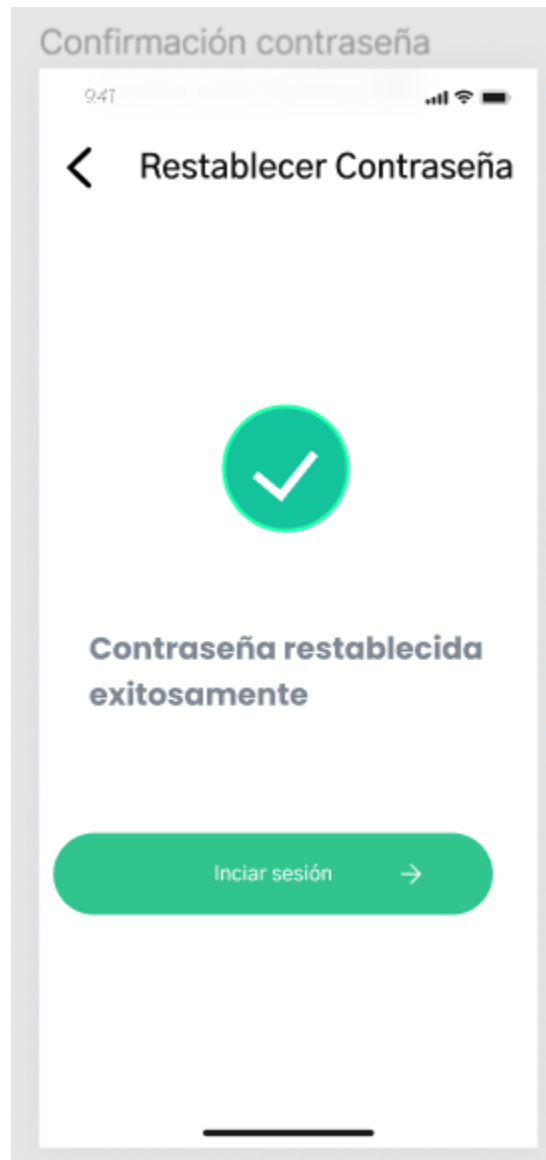 Confirmación contraseña
9:41
Restablecer Contraseña
Contraseña restablecida
exitosamente
Inciar sesión